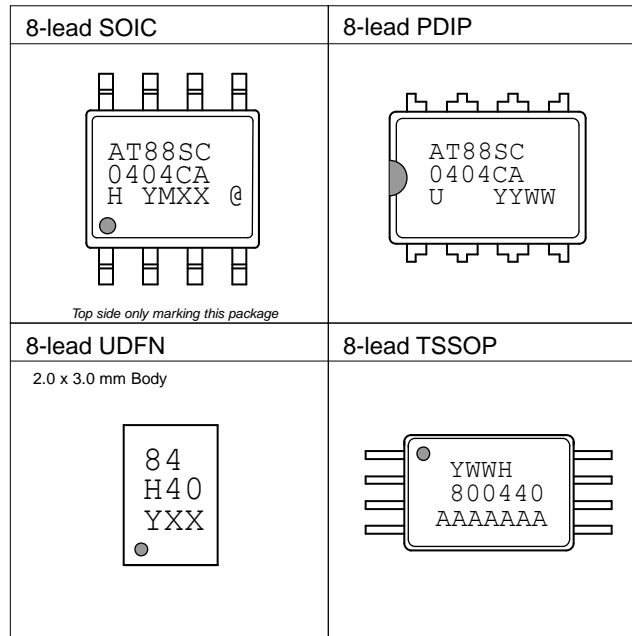 8-lead SOIC
AT88SC
0404CA
H YMXX @
Top side only marking this package
8-lead PDIP
AT88SC
0404CA
U YYWW
8-lead UDFN
2.0 x 3.0 mm Body
84
H40
YXX
8-lead TSSOP
YWWH
800440
AAAAAAA